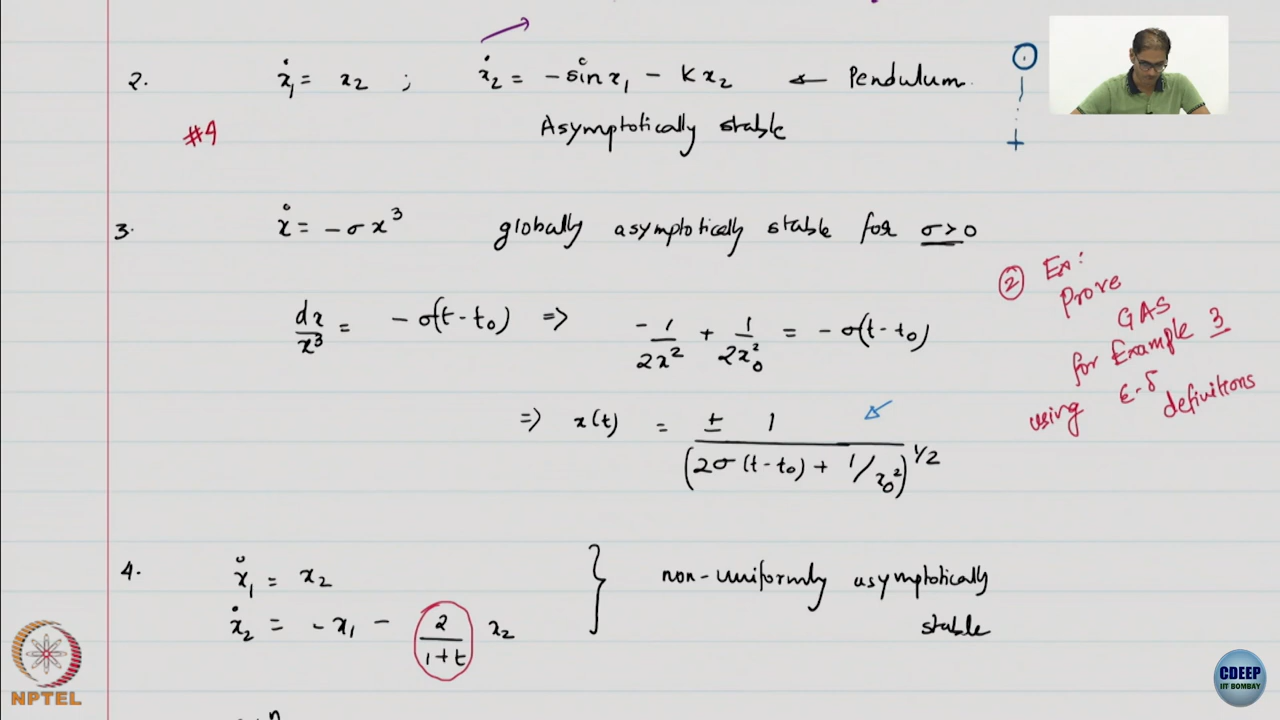 2. ẋ₁ = x₂ ; ẋ₂ = -sin x₁ - K x₂ ← Pendulum.
#4
Asymptotically stable
3. ẋ = -σx³ globally asymptotically stable for σ>0
dx/x³ = -σ(t-t₀) => -1/2x² + 1/2x₀² = -σ(t-t₀)
=> x(t) = ± 1/(2σ(t-t₀) + 1/x₀²)^1/2
② Ex:
Prove
GAS
for Example 3
using ε-δ
definitions
4. ẋ₁ = x₂
ẋ₂ = -x₁ - 2/1+t x₂
} non-uniformly asymptotically
stable
NPTEL
CDEEP
IIT BOMBAY